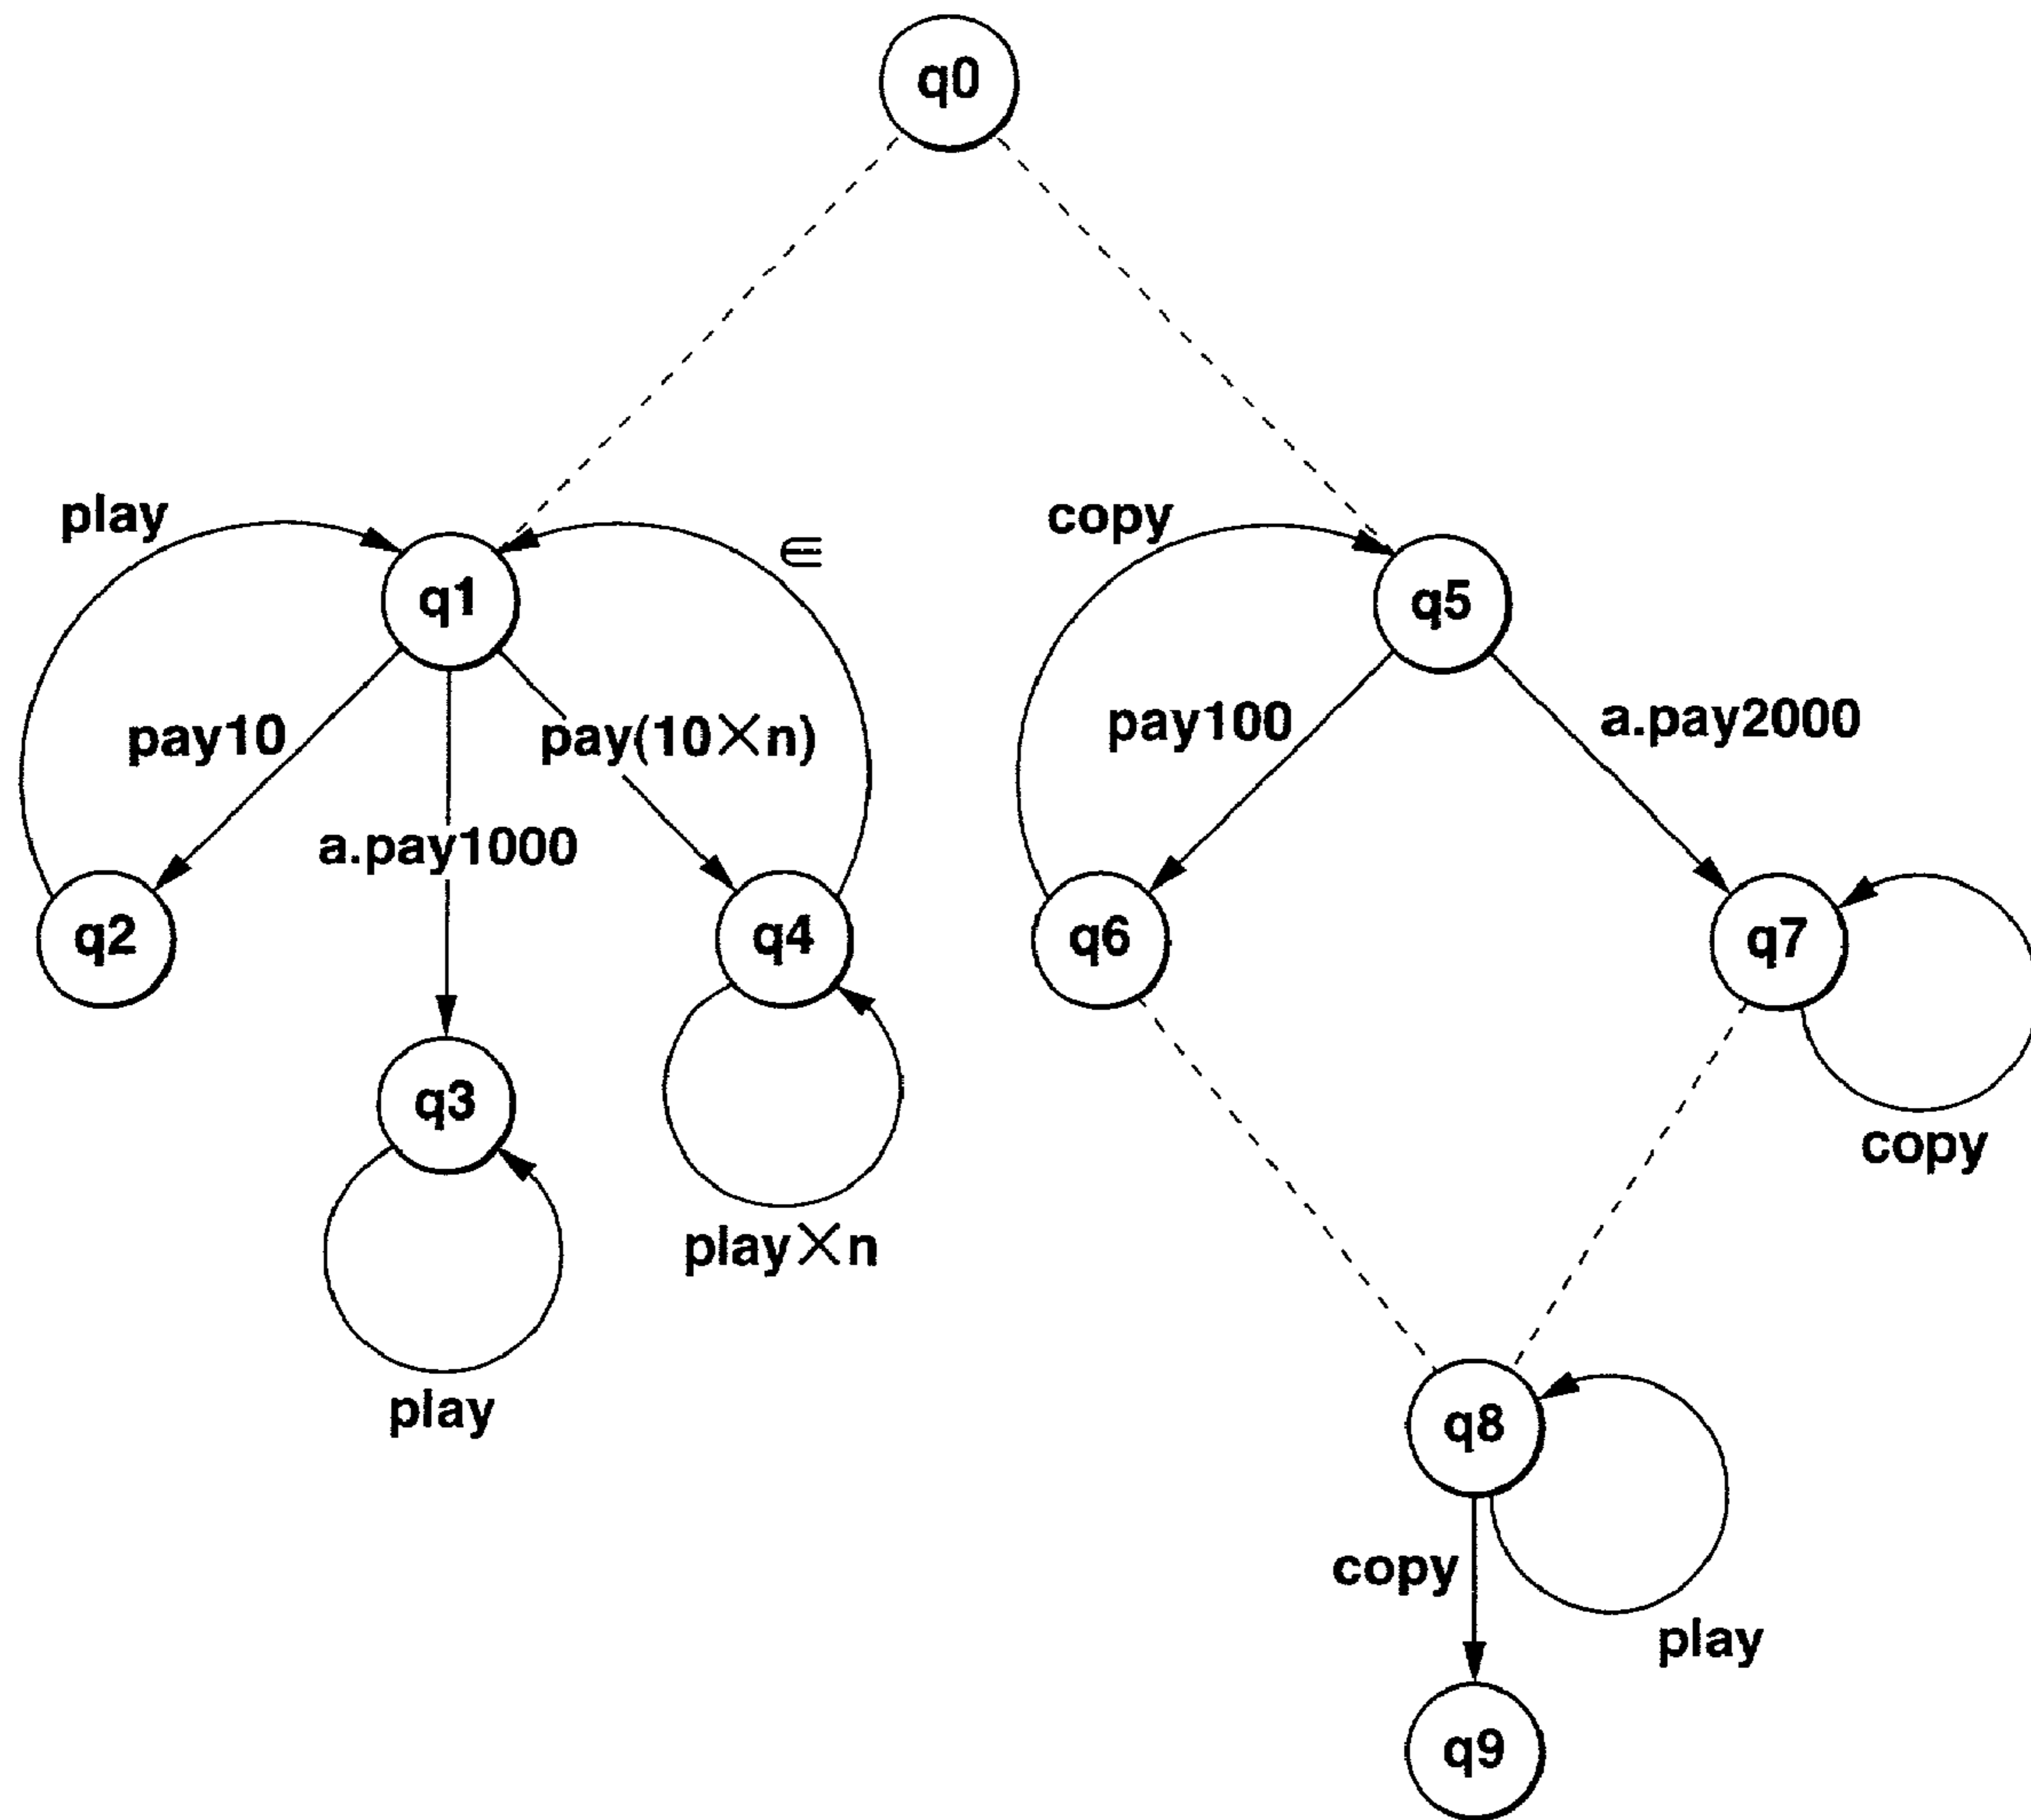 q0
play
∈
copy
q1
q5
pay10
pay(10×n)
pay100
a.pay2000
a.pay1000
q2
q4
q6
q7
q3
copy
play×n
play
q8
copy
play
q9